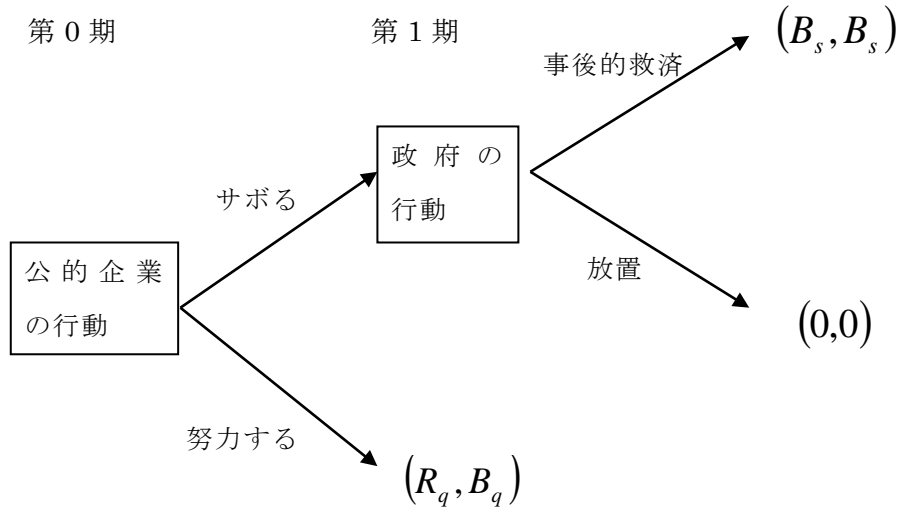 第0期
第1期
(B_s, B_s)
事後的救済
政府の
行動
サボる
放置
公的企業
の行動
(0,0)
努力する
(R_q, B_q)